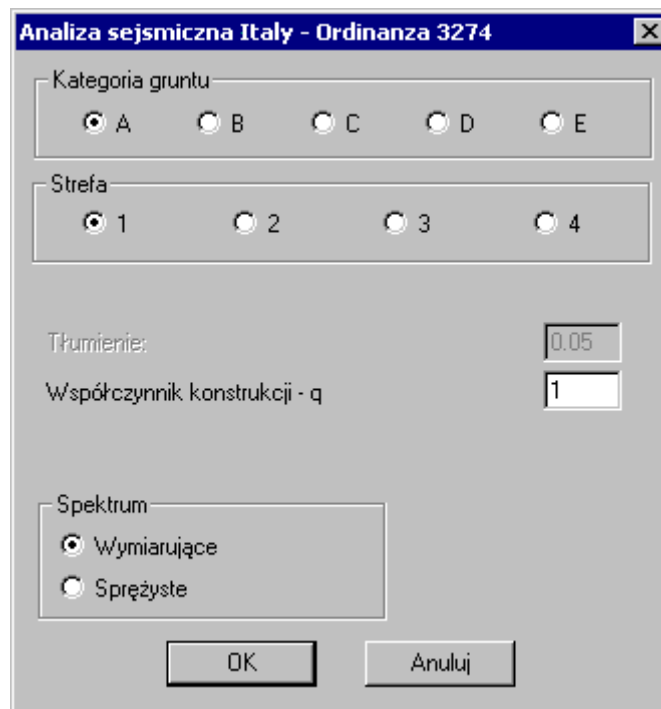 Analiza sejsmiczna Italy - Ordinanza 3274
Kategoria gruntu
A B C D E
Strefa
1 2 3 4
Tłumienie: 0.05
Współczynnik konstrukcji - q 1
Spektrum
Wymiarujące
Sprężyste
OK Anuluj